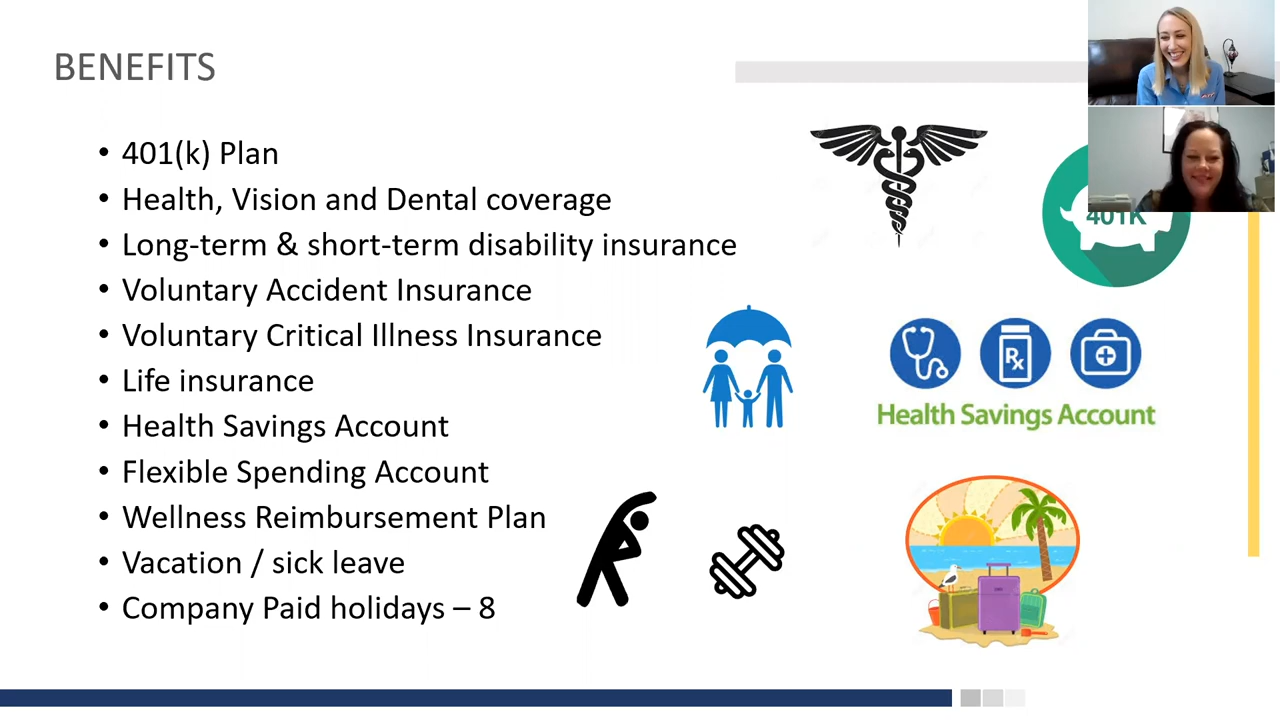 BENEFITS
• 401(k) Plan
• Health, Vision and Dental coverage
• Long-term & short-term disability insurance
• Voluntary Accident Insurance
• Voluntary Critical Illness Insurance
• Life insurance
• Health Savings Account
• Flexible Spending Account
• Wellness Reimbursement Plan
• Vacation / sick leave
• Company Paid holidays – 8
401K
Rx
Health Savings Account